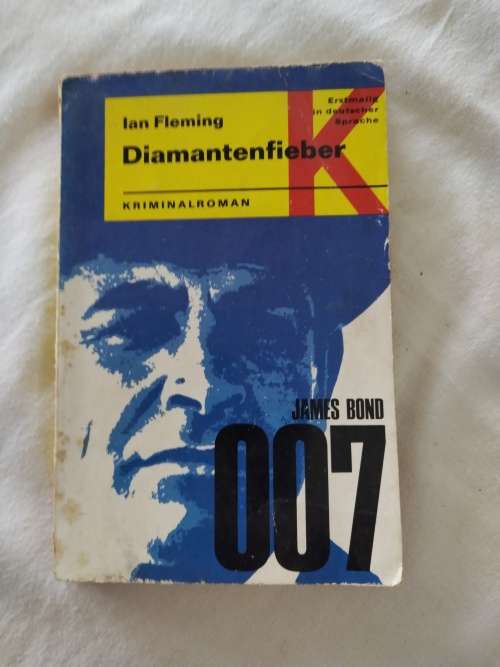 Ian Fleming
Diamantenfieber
KRIMINALROMAN
K
Erstmalig
in deutscher
Sprache
JAMES BOND
007